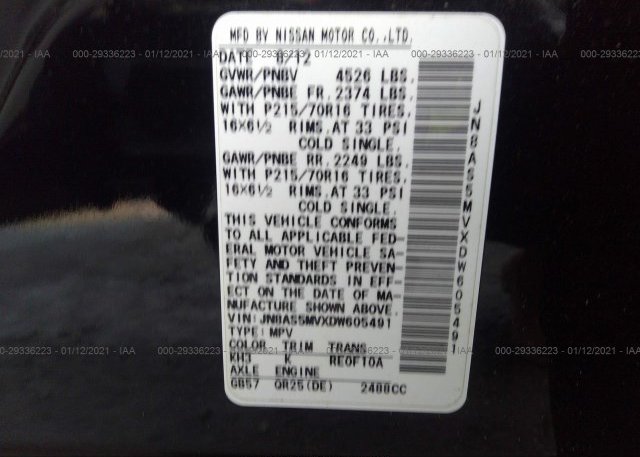 MFD BY NISSAN MOTOR CO.,LTD.
DATE
GVWR/PNBV 4526 LBS.
GAWR/PNBE FR. 2374 LBS.
WITH P215/70R16 TIRES.
16X6½ RIMS. AT 33 PSI
COLD SINGLE.
GAWR/PNBE RR. 2249 LBS.
WITH P215/70R16 TIRES.
16X6½ RIMS. AT 33 PSI
COLD SINGLE.
THIS VEHICLE CONFORMS
TO ALL APPLICABLE FED-
ERAL MOTOR VEHICLE SA-
FETY AND THEFT PREVEN-
TION STANDARDS IN EFF-
ECT ON THE DATE OF MA-
NUFACTURE SHOWN ABOVE.
VIN:JN8AS5MVXDW605491
TYPE:MPV
COLOR TRIM TRANS
KH3 K RE0F10A
AXLE ENGINE
GB57 QR25(DE) 2488CC
JN8AS5MVXDW605491
000-29336223 - 01/12/2021 - IAA